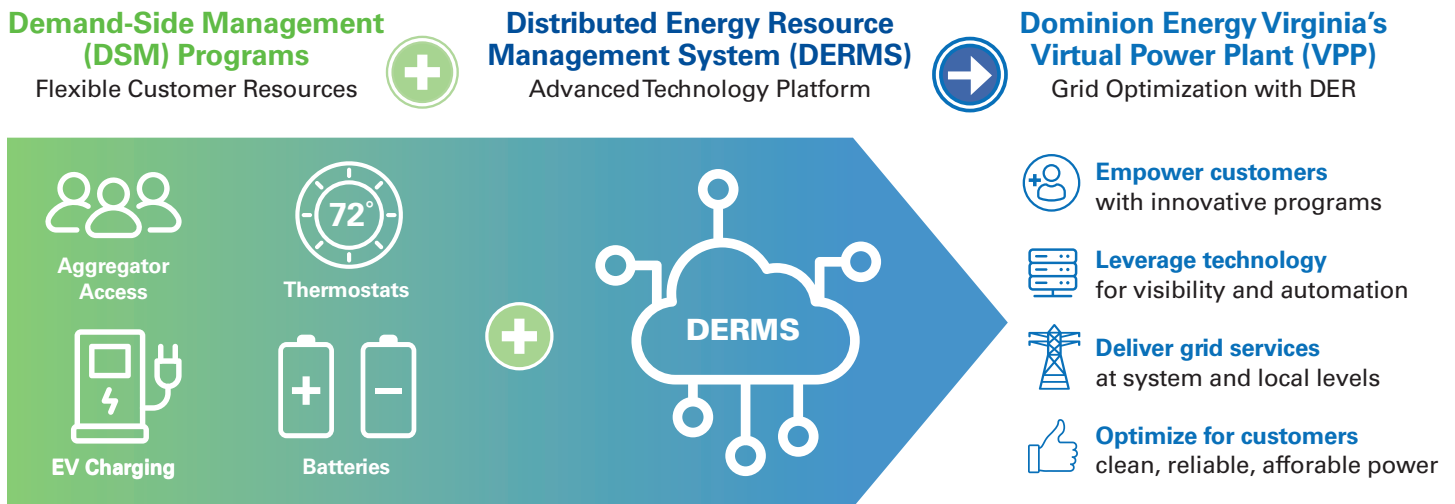 Demand-Side Management
(DSM) Programs
Flexible Customer Resources
Distributed Energy Resource
Management System (DERMS)
Advanced Technology Platform
Dominion Energy Virginia's
Virtual Power Plant (VPP)
Grid Optimization with DER
Aggregator
Access
72°
Thermostats
EV Charging
Batteries
DERMS
Empower customers
with innovative programs
Leverage technology
for visibility and automation
Deliver grid services
at system and local levels
Optimize for customers
clean, reliable, afforable power